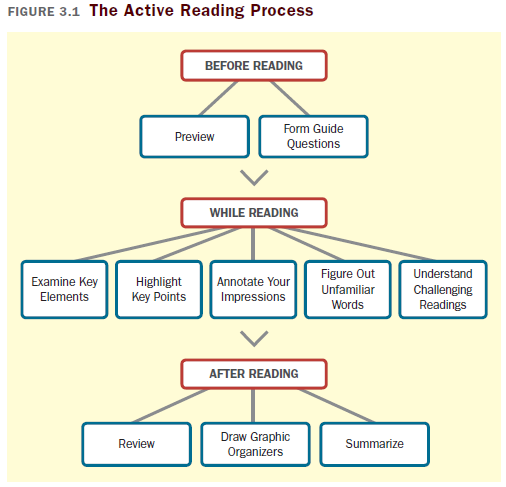 FIGURE 3.1 The Active Reading Process
BEFORE READING
Preview
Form Guide
Questions
WHILE READING
Examine Key
Elements
Highlight
Key Points
Annotate Your
Impressions
Figure Out
Unfamiliar
Words
Understand
Challenging
Readings
AFTER READING
Review
Draw Graphic
Organizers
Summarize